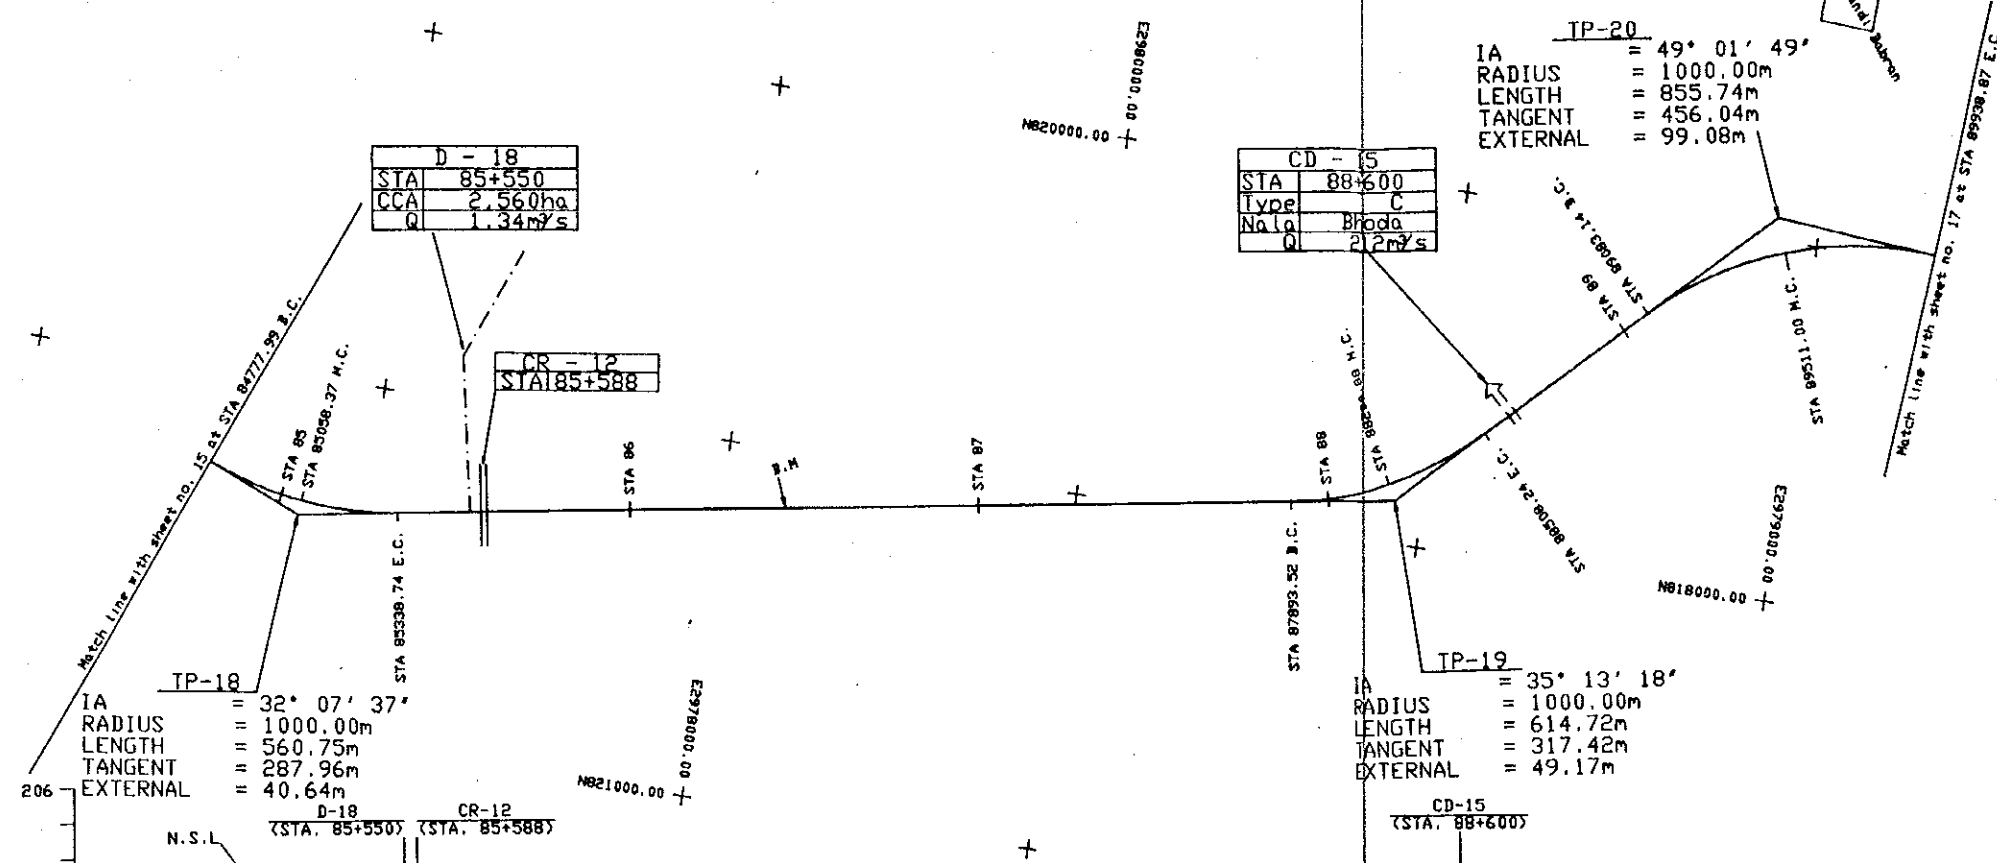 TP-20
IA = 49° 01' 49"
RADIUS = 1000.00m
LENGTH = 855.74m
TANGENT = 456.04m
EXTERNAL = 99.08m
E2980000.00
N820000.00
D - 18
STA 85+550
CCA 2,560ha
Q 1.34m³/s
CD - 15
STA 88+600
Type C
Nala Bhoda
Q 2.2m³/s
CR - 12
STA 85+588
Match line with sheet no. 15 at STA 84777.99 B.C.
STA 85
STA 85058.37 M.C.
STA 85338.74 E.C.
STA 86
B.M
STA 87
STA 87893.52 B.C.
STA 88
M.C.
STA 88508.24 E.C.
STA 89
STA 89083.14 B.C.
STA 89511.00 M.C.
Match line with sheet no. 17 at STA 89938.87 E.C.
E2979000.00
N818000.00
TP-18
IA = 32° 07' 37"
RADIUS = 1000.00m
LENGTH = 560.75m
TANGENT = 287.96m
EXTERNAL = 40.64m
E2978000.00
N821000.00
TP-19
IA = 35° 13' 18"
RADIUS = 1000.00m
LENGTH = 614.72m
TANGENT = 317.42m
EXTERNAL = 49.17m
206
N.S.L
D-18
(STA. 85+550)
CR-12
(STA. 85+588)
CD-15
(STA. 88+600)